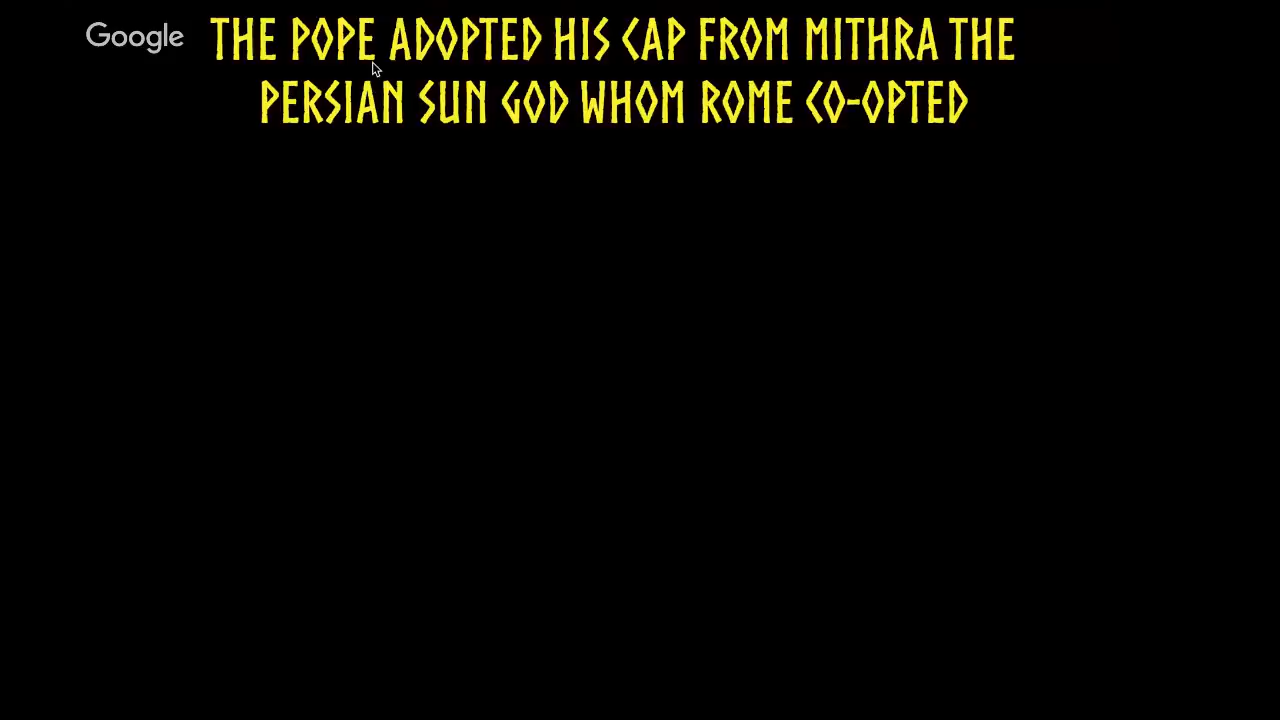 Google
THE POPE ADOPTED HIS CAP FROM MITHRA THE
PERSIAN SUN GOD WHOM ROME CO-OPTED